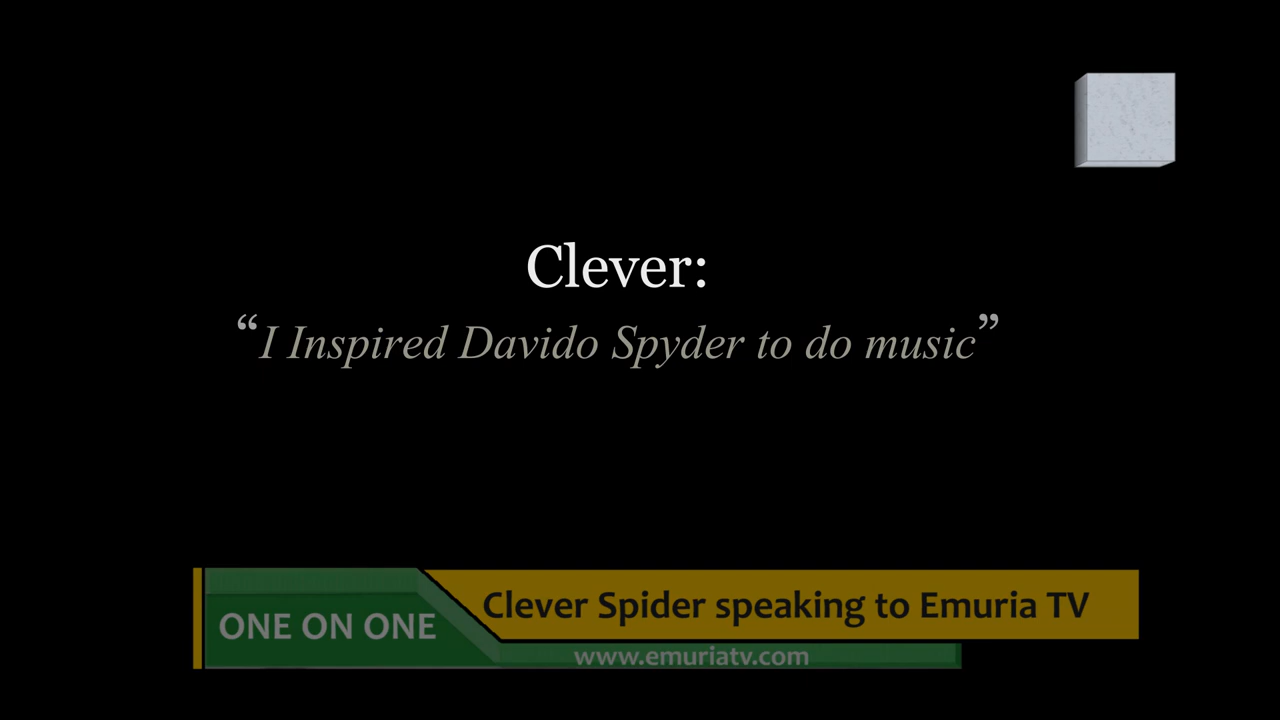 Clever:
“I Inspired Davido Spyder to do music”
Clever Spider speaking to Emuria TV
ONE ON ONE
www.emuriatv.com